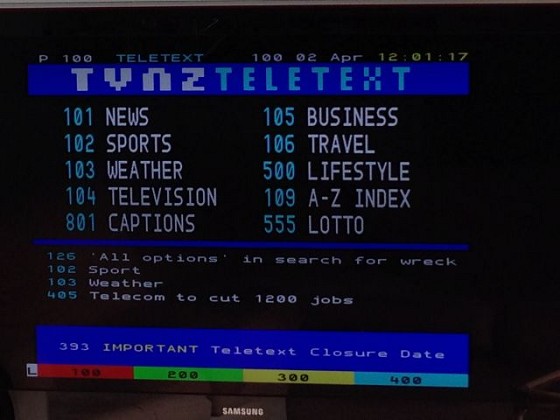 P 100 TELETEXT 100 02 Apr 12:01:17
TVNZ TELETEXT
101 NEWS 105 BUSINESS
102 SPORTS 106 TRAVEL
103 WEATHER 500 LIFESTYLE
104 TELEVISION 109 A-Z INDEX
801 CAPTIONS 555 LOTTO
126 'All options' in search for wreck
102 Sport
103 Weather
405 Telecom to cut 1200 jobs
393 IMPORTANT Teletext Closure Date
L 100 200 300 400
SAMSUNG